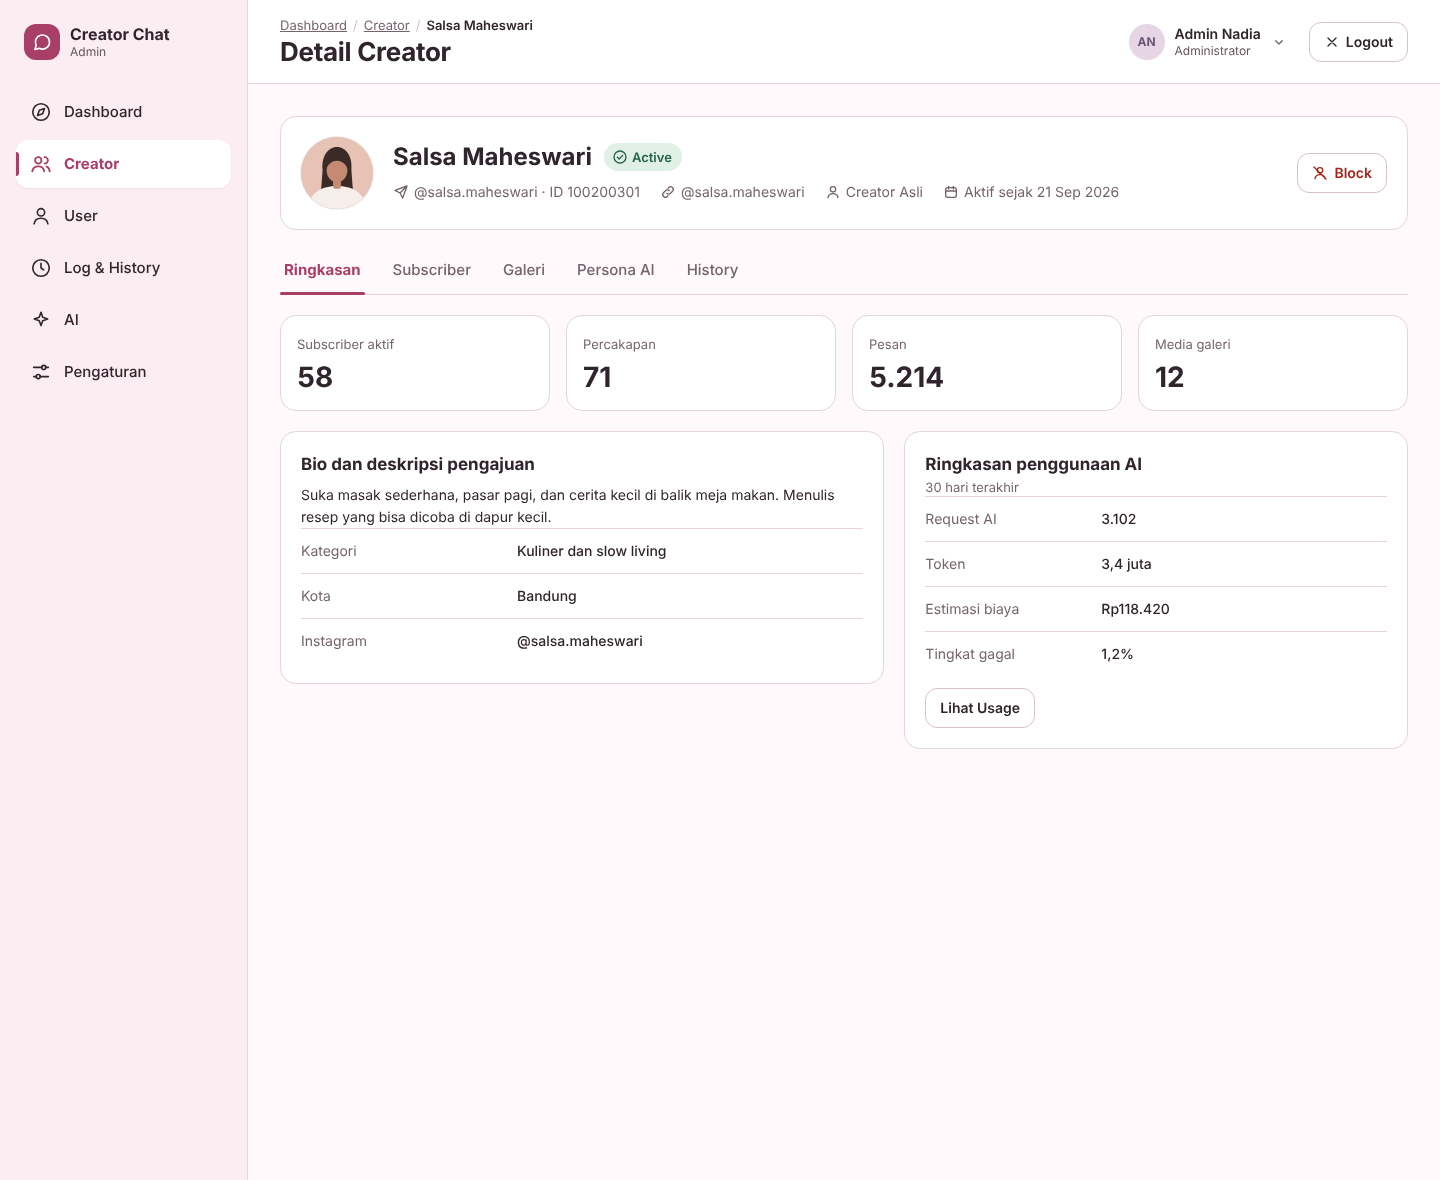 Creator Chat
Admin
Dashboard
Creator
User
Log & History
AI
Pengaturan
Dashboard / Creator / Salsa Maheswari
Detail Creator
AN
Admin Nadia
Administrator
Logout
Salsa Maheswari
Active
@salsa.maheswari · ID 100200301
@salsa.maheswari
Creator Asli
Aktif sejak 21 Sep 2026
Block
Ringkasan
Subscriber
Galeri
Persona AI
History
Subscriber aktif
58
Percakapan
71
Pesan
5.214
Media galeri
12
Bio dan deskripsi pengajuan
Suka masak sederhana, pasar pagi, dan cerita kecil di balik meja makan. Menulis
resep yang bisa dicoba di dapur kecil.
Kategori
Kuliner dan slow living
Kota
Bandung
Instagram
@salsa.maheswari
Ringkasan penggunaan AI
30 hari terakhir
Request AI
3.102
Token
3,4 juta
Estimasi biaya
Rp118.420
Tingkat gagal
1,2%
Lihat Usage